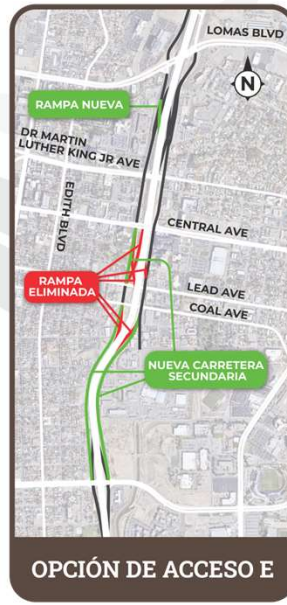 LOMAS BLVD
N
RAMPA NUEVA
DR MARTIN
LUTHER KING JR AVE
EDITH BLVD
CENTRAL AVE
RAMPA
ELIMINADA
LEAD AVE
COAL AVE
NUEVA CARRETERA
SECUNDARIA
OPCIÓN DE ACCESO E